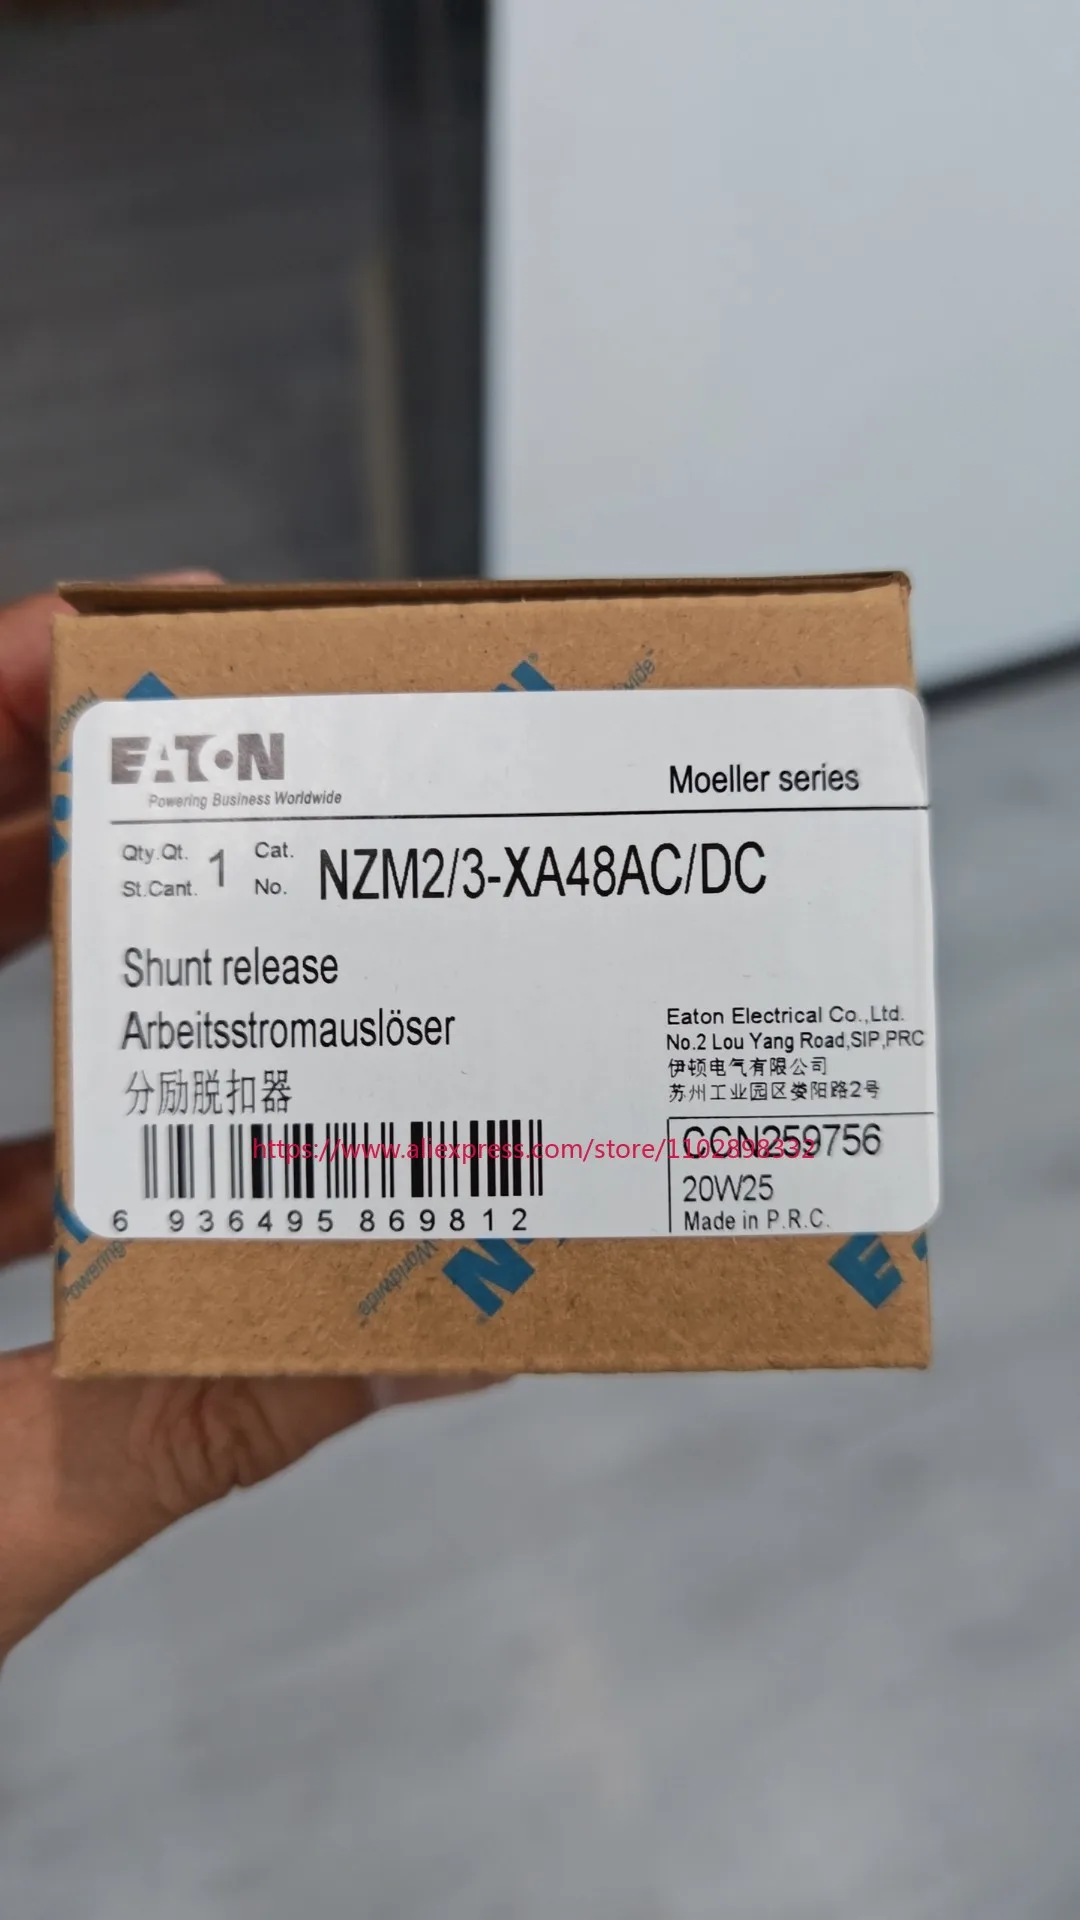 EATON
Powering Business Worldwide
Moeller series
Qty.Qt.
St.Cant.
1
Cat.
No.
NZM2/3-XA48AC/DC
Shunt release
Arbeitsstromauslöser
分励脱扣器
Eaton Electrical Co.,Ltd.
No.2 Lou Yang Road,SIP,PRC
伊顿电气有限公司
苏州工业园区娄阳路2号
https://www.aliexpress.com/store/1102898332
CCN259756
20W25
Made in P.R.C.
6 936495 869812
Worldwide